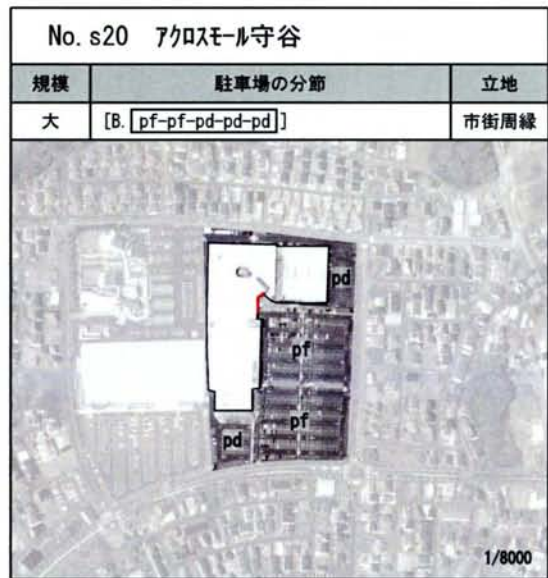 No. s20 アクロスモール守谷
規模 駐車場の分節 立地
大 [B. pf-pf-pd-pd-pd] 市街周縁
pd
pf
pf
pd
1/8000